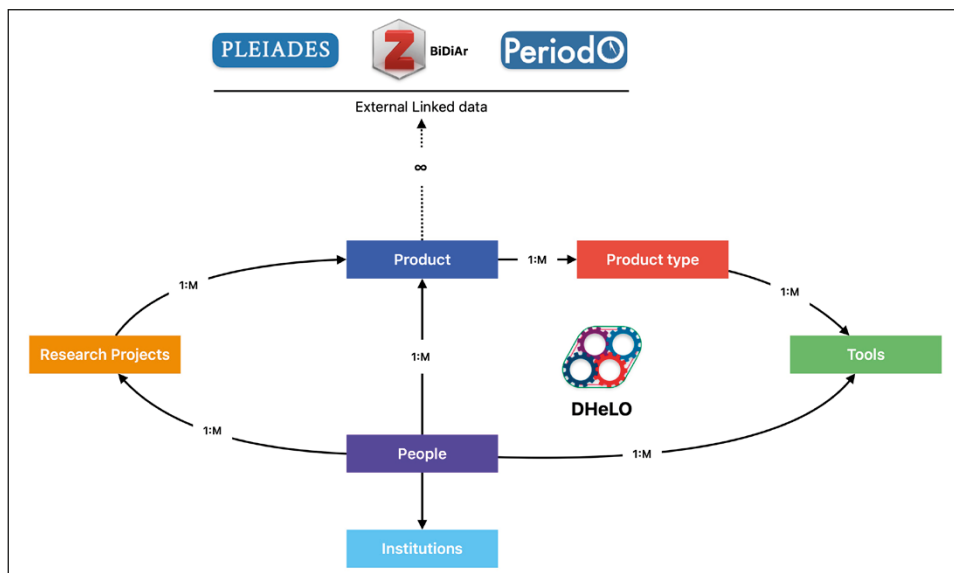 PLEIADES
Z
BiDiAr
PeriodO
External Linked data
∞
Product
1:M
Product type
1:M
1:M
Research Projects
1:M
Tools
DHeLO
1:M
People
1:M
Institutions